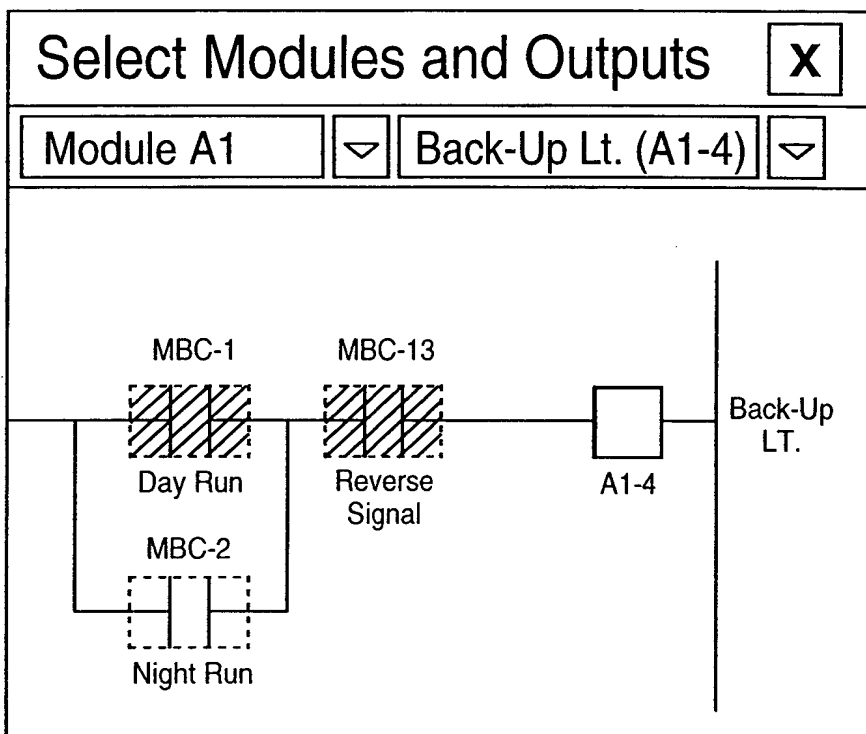 Select Modules and Outputs X
Module A1 Back-Up Lt. (A1-4)
MBC-1 MBC-13
Day Run
Reverse
Signal
A1-4
Back-Up
LT.
MBC-2
Night Run